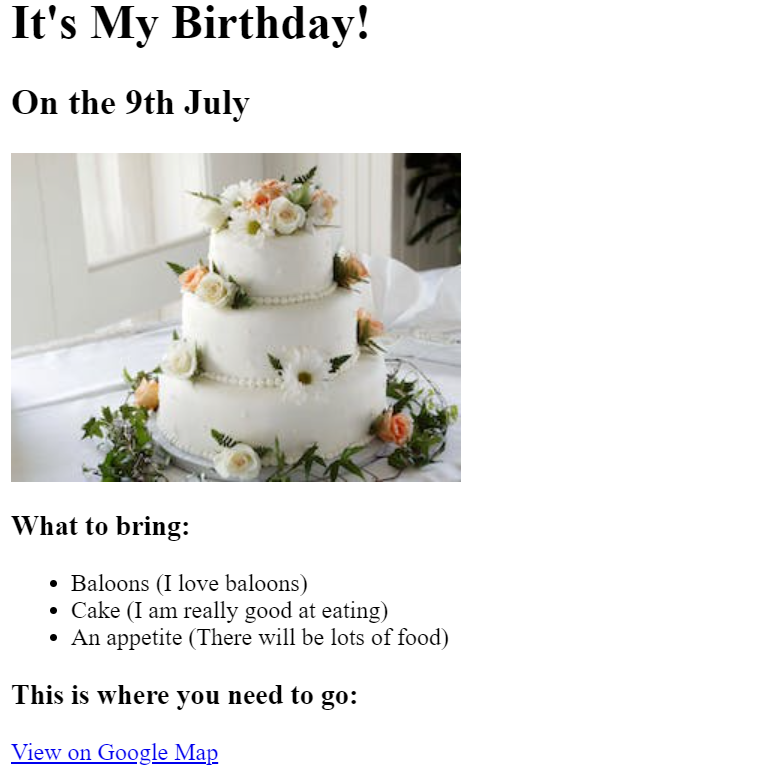 It's My Birthday!
On the 9th July
What to bring:
Baloons (I love baloons)
Cake (I am really good at eating)
An appetite (There will be lots of food)
This is where you need to go:
View on Google Map